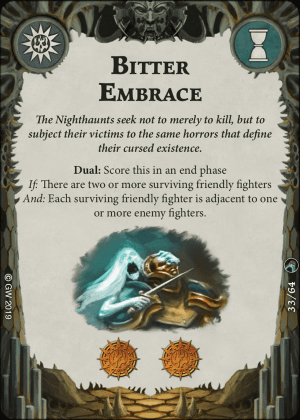 BITTER
EMBRACE
The Nighthaunts seek not to merely to kill, but to
subject their victims to the same horrors that define
their cursed existence.
Dual: Score this in an end phase
If: There are two or more surviving friendly fighters
And: Each surviving friendly fighter is adjacent to one
or more enemy fighters.
© GW 2019
33/64